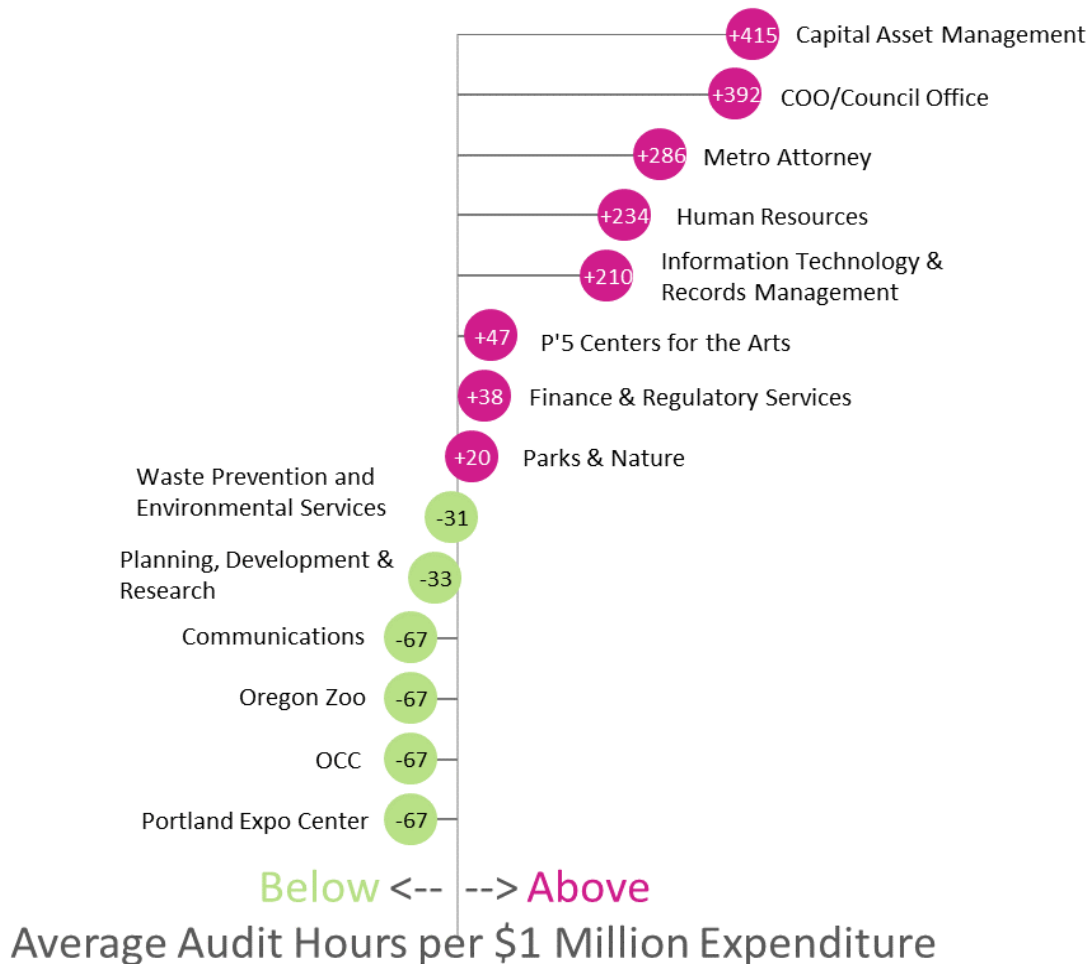 +415 Capital Asset Management
+392 COO/Council Office
+286 Metro Attorney
+234 Human Resources
+210 Information Technology &
Records Management
+47 P'5 Centers for the Arts
+38 Finance & Regulatory Services
+20 Parks & Nature
Waste Prevention and
Environmental Services
-31
Planning, Development &
Research
-33
Communications -67
Oregon Zoo -67
OCC -67
Portland Expo Center -67
Below <-- --> Above
Average Audit Hours per $1 Million Expenditure